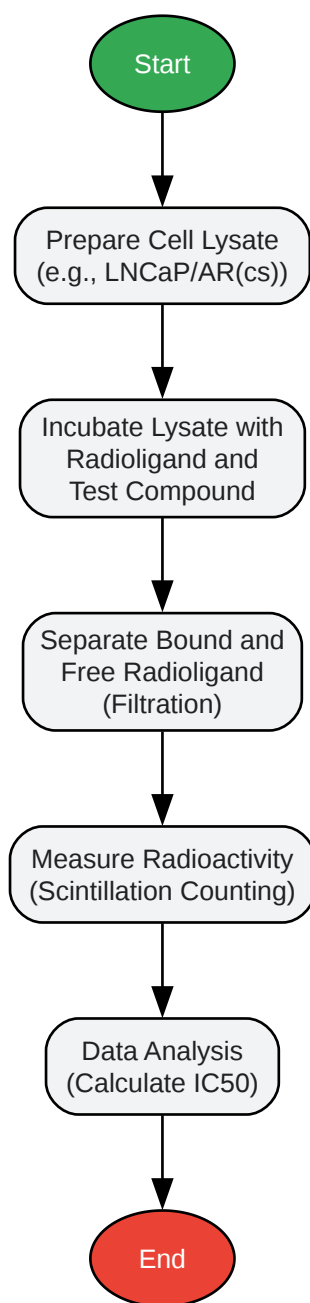 Start
Prepare Cell Lysate
(e.g., LNCaP/AR(cs))
Incubate Lysate with
Radioligand and
Test Compound
Separate Bound and
Free Radioligand
(Filtration)
Measure Radioactivity
(Scintillation Counting)
Data Analysis
(Calculate IC50)
End